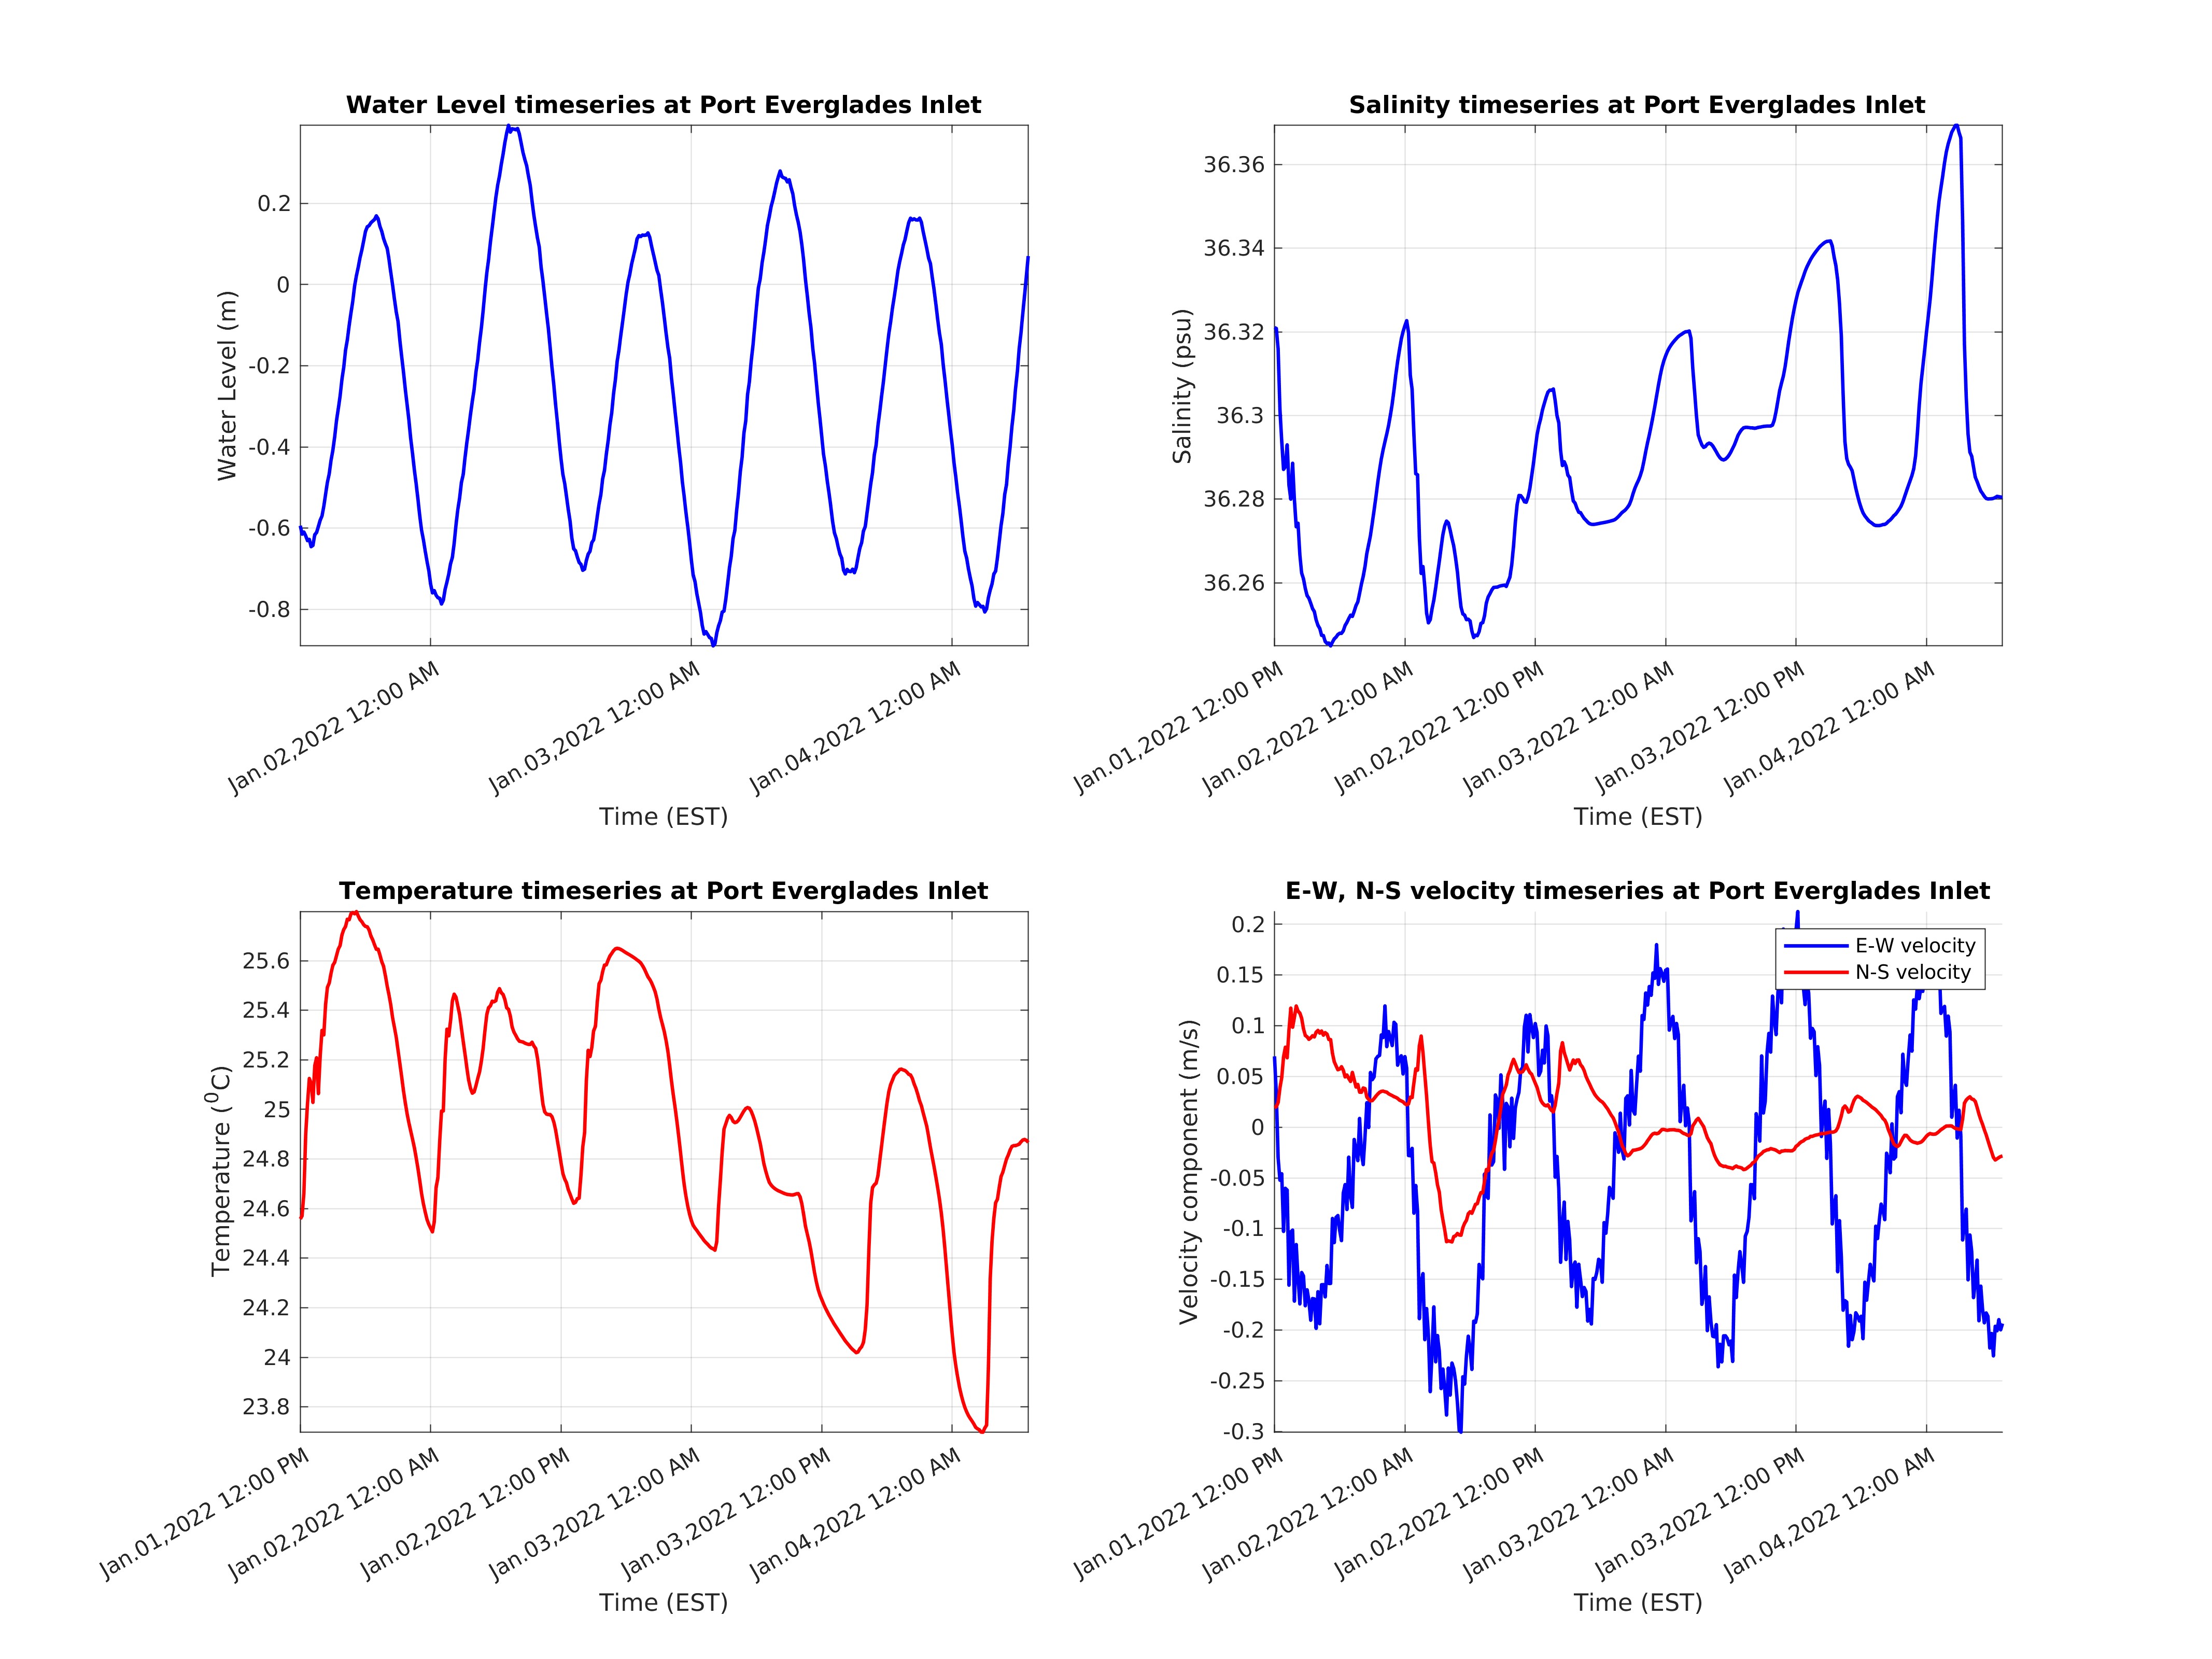 Water Level timeseries at Port Everglades Inlet
Water Level (m)
0.2
0
-0.2
-0.4
-0.6
-0.8
Jan.02,2022 12:00 AM
Jan.03,2022 12:00 AM
Jan.04,2022 12:00 AM
Time (EST)
Salinity timeseries at Port Everglades Inlet
Salinity (psu)
36.36
36.34
36.32
36.3
36.28
36.26
Jan.01,2022 12:00 PM
Jan.02,2022 12:00 AM
Jan.02,2022 12:00 PM
Jan.03,2022 12:00 AM
Jan.03,2022 12:00 PM
Jan.04,2022 12:00 AM
Time (EST)
Temperature timeseries at Port Everglades Inlet
Temperature (⁰C)
25.6
25.4
25.2
25
24.8
24.6
24.4
24.2
24
23.8
Jan.01,2022 12:00 PM
Jan.02,2022 12:00 AM
Jan.02,2022 12:00 PM
Jan.03,2022 12:00 AM
Jan.03,2022 12:00 PM
Jan.04,2022 12:00 AM
Time (EST)
E-W, N-S velocity timeseries at Port Everglades Inlet
Velocity component (m/s)
0.2
0.15
0.1
0.05
0
-0.05
-0.1
-0.15
-0.2
-0.25
-0.3
E-W velocity
N-S velocity
Jan.01,2022 12:00 PM
Jan.02,2022 12:00 AM
Jan.02,2022 12:00 PM
Jan.03,2022 12:00 AM
Jan.03,2022 12:00 PM
Jan.04,2022 12:00 AM
Time (EST)